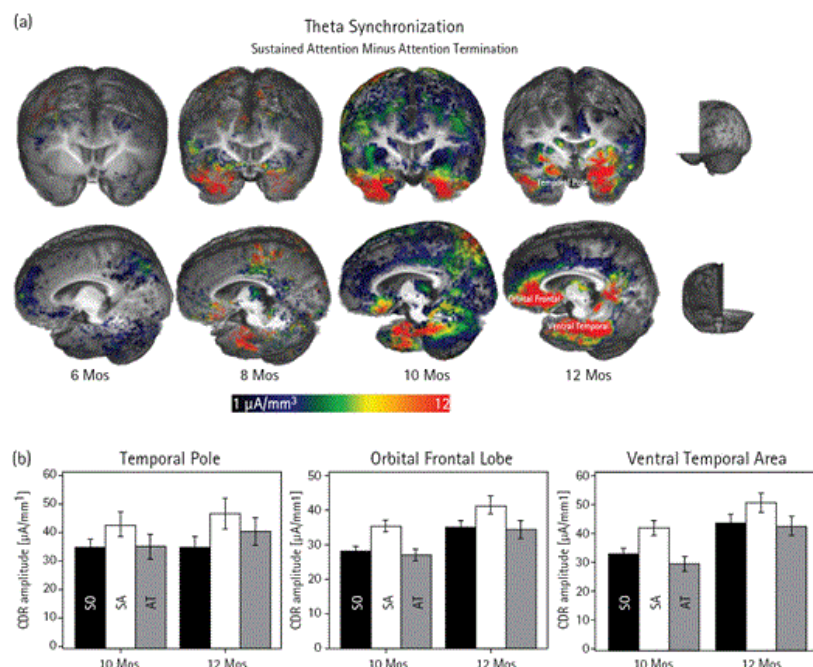 (a)
Theta Synchronization
Sustained Attention Minus Attention Termination
Temporal Pole
Orbital Frontal
Ventral Temporal
6 Mos
8 Mos
10 Mos
12 Mos
1 µA/mm³
12
(b)
Temporal Pole
Orbital Frontal Lobe
Ventral Temporal Area
CDR amplitude [µA/mm³]
60
50
40
30
20
10
0
SO
SA
AT
10 Mos
12 Mos
CDR amplitude [µA/mm³]
50
40
30
20
10
0
SO
SA
AT
10 Mos
12 Mos
CDR amplitude [µA/mm³]
60
50
40
30
20
10
0
SO
SA
AT
10 Mos
12 Mos